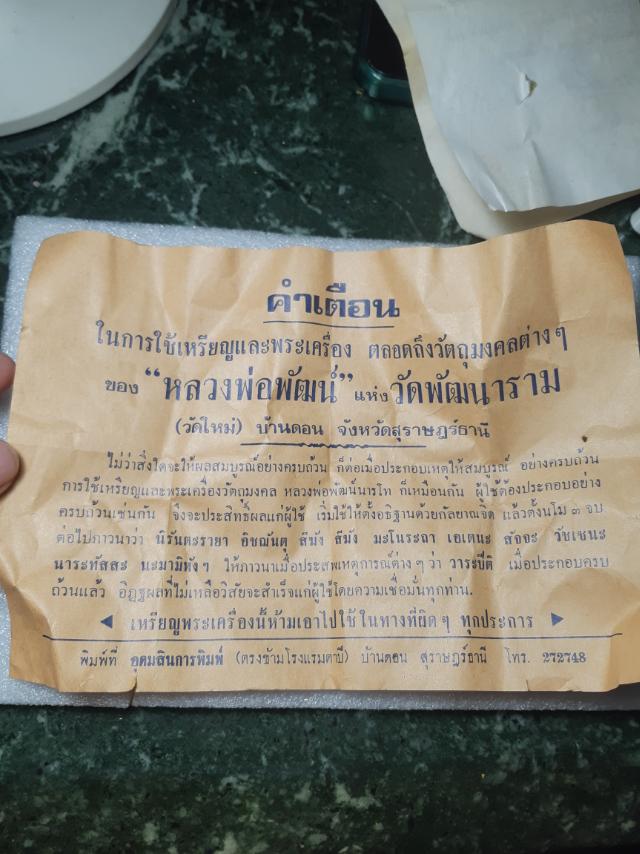 คำเตือน
ในการใช้เหรียญและพระเครื่อง ตลอดถึงวัตถุมงคลต่างๆ
ของ “หลวงพ่อพัฒน์” แห่ง วัดพัฒนาราม
(วัดใหม่) บ้านดอน จังหวัดสุราษฎร์ธานี
ไม่ว่าสิ่งใดจะให้ผลสมบูรณ์อย่างครบถ้วน ก็ต่อเมื่อประกอบเหตุให้สมบูรณ์ อย่างครบถ้วน
การใช้เหรียญและพระเครื่องวัตถุมงคล หลวงพ่อพัฒน์นารโท ก็เหมือนกัน ผู้ใช้ต้องประกอบอย่าง
ครบถ้วนเช่นกัน จึงจะประสิทธิ์ผลแก่ผู้ใช้ เริ่มใช้ให้ตั้งอธิฐานด้วยกัลยาณจิต แล้วตั้งนโม ๓ จบ
ต่อไปภาวนาว่า นิรันตะรายา อิชฌันตุ สีมัง สีมัง มะโนระถา เอเตนะ สัจจะ วัชเชนะ
นาระทัสสะ นะมามิหังฯ ให้ภาวนาเมื่อประสพเหตุการณ์ต่างๆ ว่า วาระปีติ เมื่อประกอบครบ
ถ้วนแล้ว อิฎฐผลที่ไม่เหลือวิสัยจะสำเร็จแก่ผู้ใช้โดยความเชื่อมั่นทุกท่าน.
◀ เหรียญพระเครื่องนี้ห้ามเอาไปใช้ในทางที่ผิดๆ ทุกประการ ▶
พิมพ์ที่ อุดมสินการพิมพ์ (ตรงข้ามโรงแรมตาปี) บ้านดอน สุราษฎร์ธานี โทร. 272748